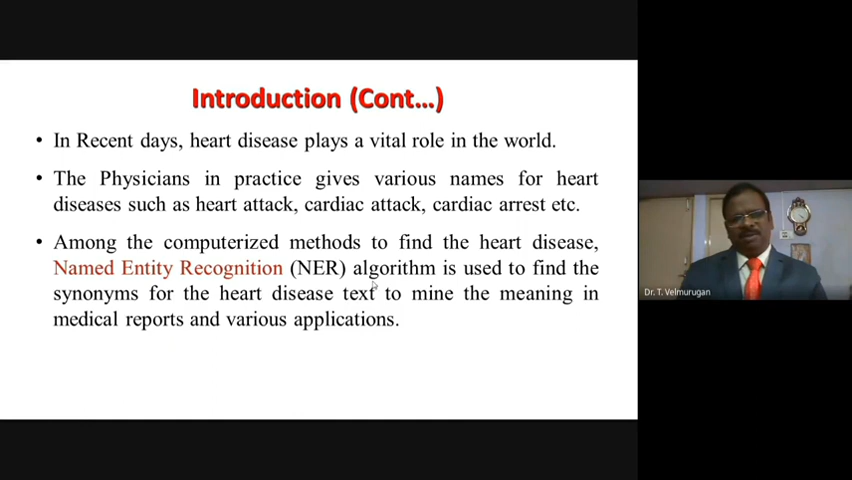 Introduction (Cont...)
• In Recent days, heart disease plays a vital role in the world.
• The Physicians in practice gives various names for heart
diseases such as heart attack, cardiac attack, cardiac arrest etc.
• Among the computerized methods to find the heart disease,
Named Entity Recognition (NER) algorithm is used to find the
synonyms for the heart disease text to mine the meaning in
medical reports and various applications.
Dr. T. Velmurugan